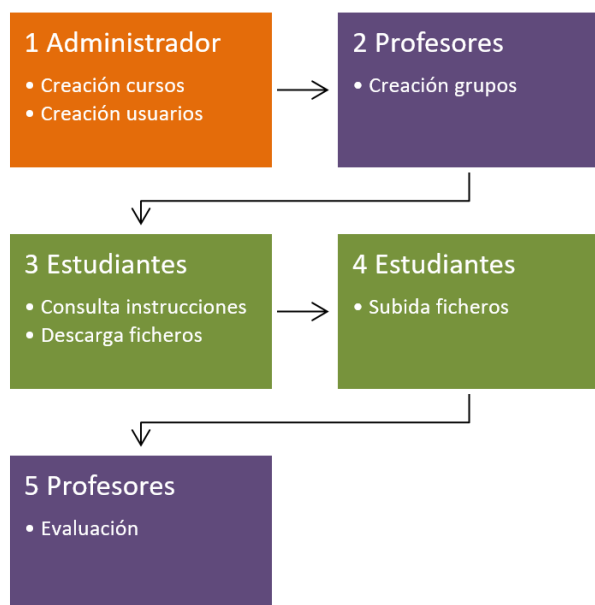 1 Administrador
• Creación cursos
• Creación usuarios
2 Profesores
• Creación grupos
3 Estudiantes
• Consulta instrucciones
• Descarga ficheros
4 Estudiantes
• Subida ficheros
5 Profesores
• Evaluación